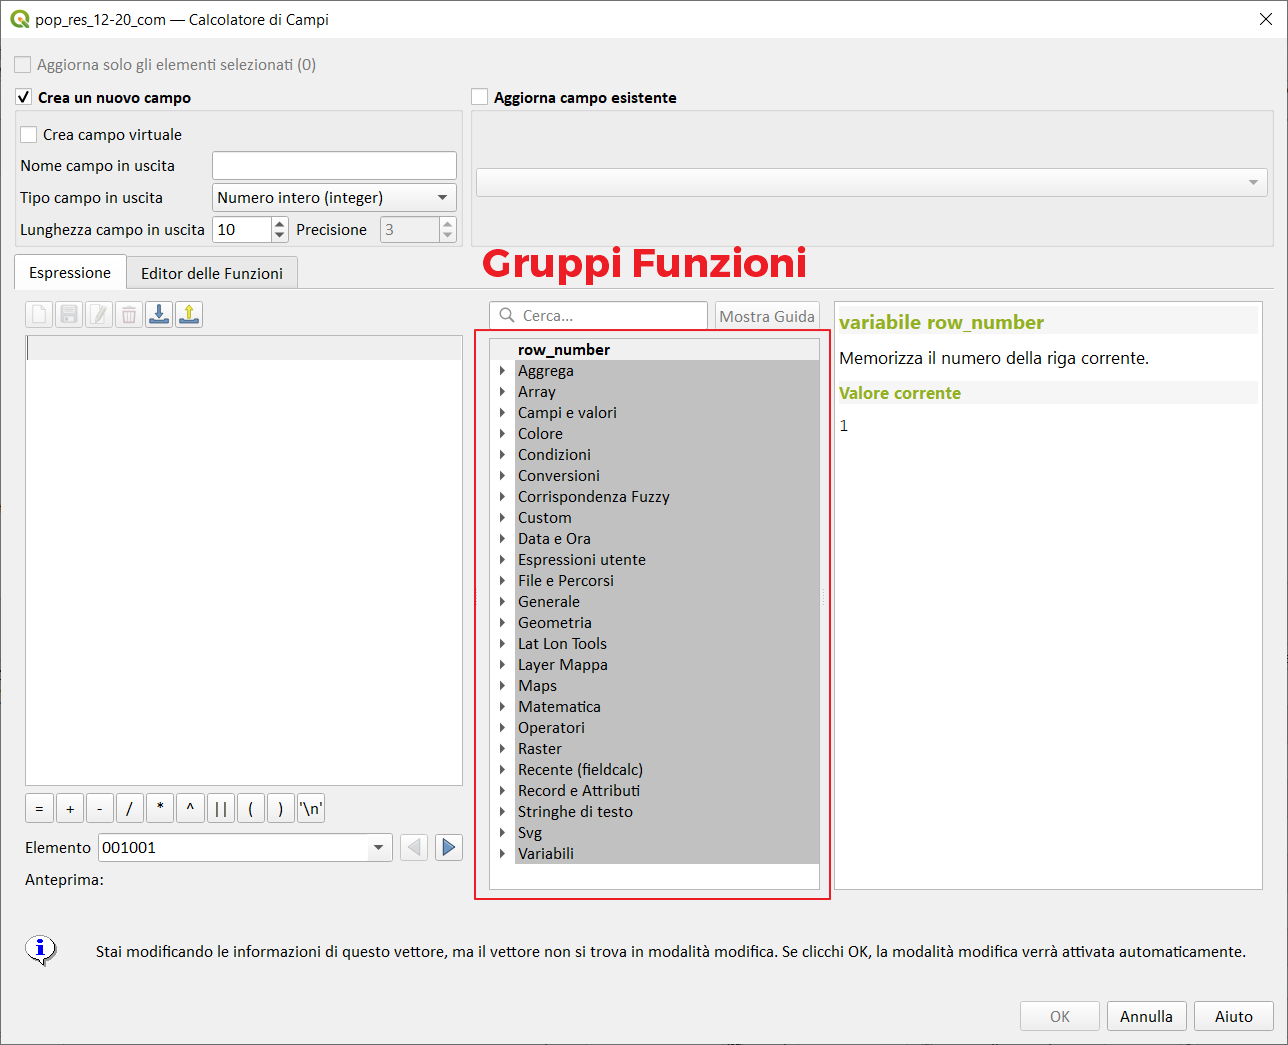 pop_res_12-20_com — Calcolatore di Campi
Aggiorna solo gli elementi selezionati (0)
Crea un nuovo campo
Aggiorna campo esistente
Crea campo virtuale
Nome campo in uscita
Tipo campo in uscita
Numero intero (integer)
Lunghezza campo in uscita
10
Precisione
3
Gruppi Funzioni
Espressione
Editor delle Funzioni
Cerca...
Mostra Guida
row_number
Aggrega
Array
Campi e valori
Colore
Condizioni
Conversioni
Corrispondenza Fuzzy
Custom
Data e Ora
Espressioni utente
File e Percorsi
Generale
Geometria
Lat Lon Tools
Layer Mappa
Maps
Matematica
Operatori
Raster
Recente (fieldcalc)
Record e Attributi
Stringhe di testo
Svg
Variabili
variabile row_number
Memorizza il numero della riga corrente.
Valore corrente
1
= + - / * ^ || ( ) '\n'
Elemento
001001
Anteprima:
Stai modificando le informazioni di questo vettore, ma il vettore non si trova in modalità modifica. Se clicchi OK, la modalità modifica verrà attivata automaticamente.
OK
Annulla
Aiuto